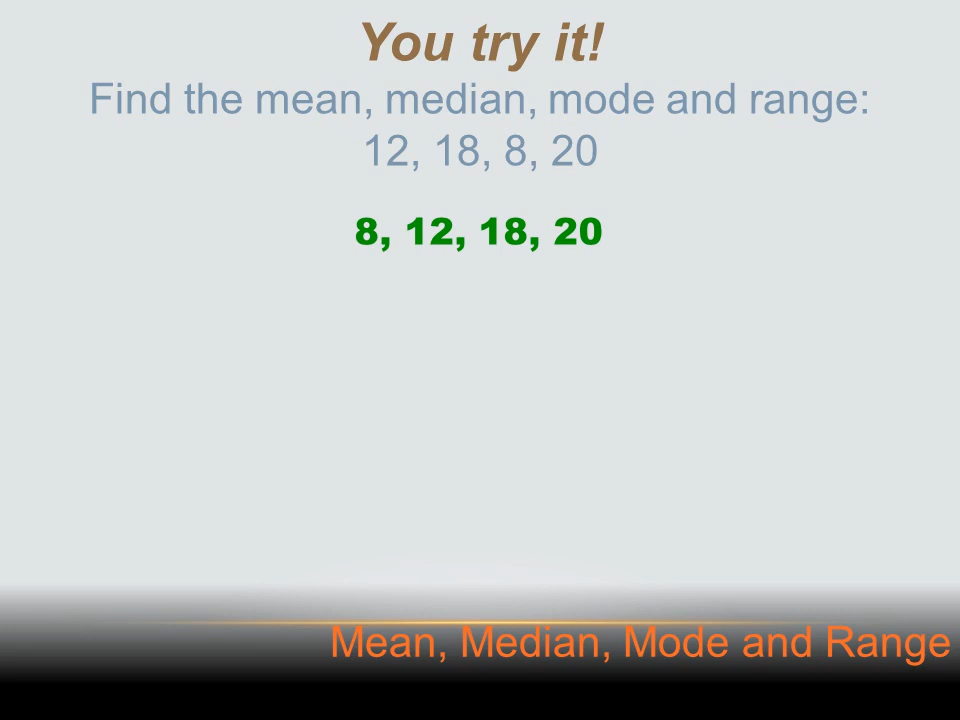 You try it!
Find the mean, median, mode and range:
12, 18, 8, 20
8, 12, 18, 20
Mean, Median, Mode and Range